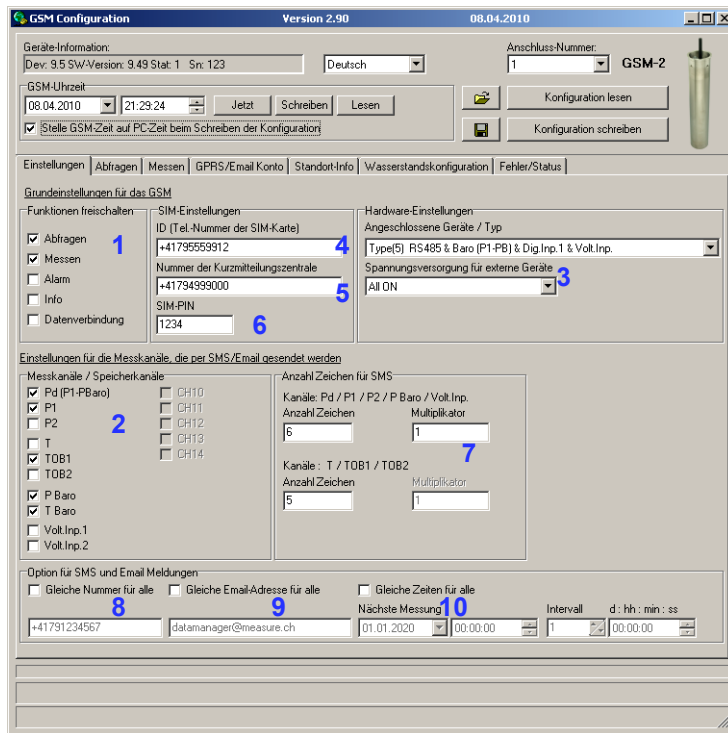 GSM Configuration Version 2.90 08.04.2010
Geräte-Information:
Dev: 9.5 SW-Version: 9.49 Stat: 1 Sn: 123
Deutsch
Anschluss-Nummer:
1
GSM-2
GSM-Uhrzeit
08.04.2010 21:29:24 Jetzt Schreiben Lesen
Stelle GSM-Zeit auf PC-Zeit beim Schreiben der Konfiguration
Konfiguration lesen
Konfiguration schreiben
Einstellungen Abfragen Messen GPRS/Email Konto Standort-Info Wasserstandskonfiguration Fehler/Status
Grundeinstellungen für das GSM
Funktionen freischalten
Abfragen
Messen
Alarm
Info
Datenverbindung
1
SIM-Einstellungen
ID (Tel.-Nummer der SIM-Karte)
+41795559912
4
Nummer der Kurzmitteilungszentrale
+41794999000
5
SIM-PIN
1234
6
Hardware-Einstellungen
Angeschlossene Geräte / Typ
Type(5) RS485 & Baro (P1-PB) & Dig.Inp.1 & Volt.Inp.
Spannungsversorgung für externe Geräte
All ON
3
Einstellungen für die Messkanäle, die per SMS/Email gesendet werden
Messkanäle / Speicherkanäle
Pd (P1-PBaro)
P1
P2
T
TOB1
TOB2
P Baro
T Baro
Volt.Inp.1
Volt.Inp.2
2
CH10
CH11
CH12
CH13
CH14
Anzahl Zeichen für SMS
Kanäle: Pd / P1 / P2 / P Baro / Volt.Inp.
Anzahl Zeichen Multiplikator
6 1
7
Kanäle : T / TOB1 / TOB2
Anzahl Zeichen Multiplikator
5 1
Option für SMS und Email Meldungen
Gleiche Nummer für alle Gleiche Email-Adresse für alle Gleiche Zeiten für alle
8 9 10
Nächste Messung Intervall d : hh : min : ss
+41791234567 datamanager@measure.ch 01.01.2020 00:00:00 1 00:00:00